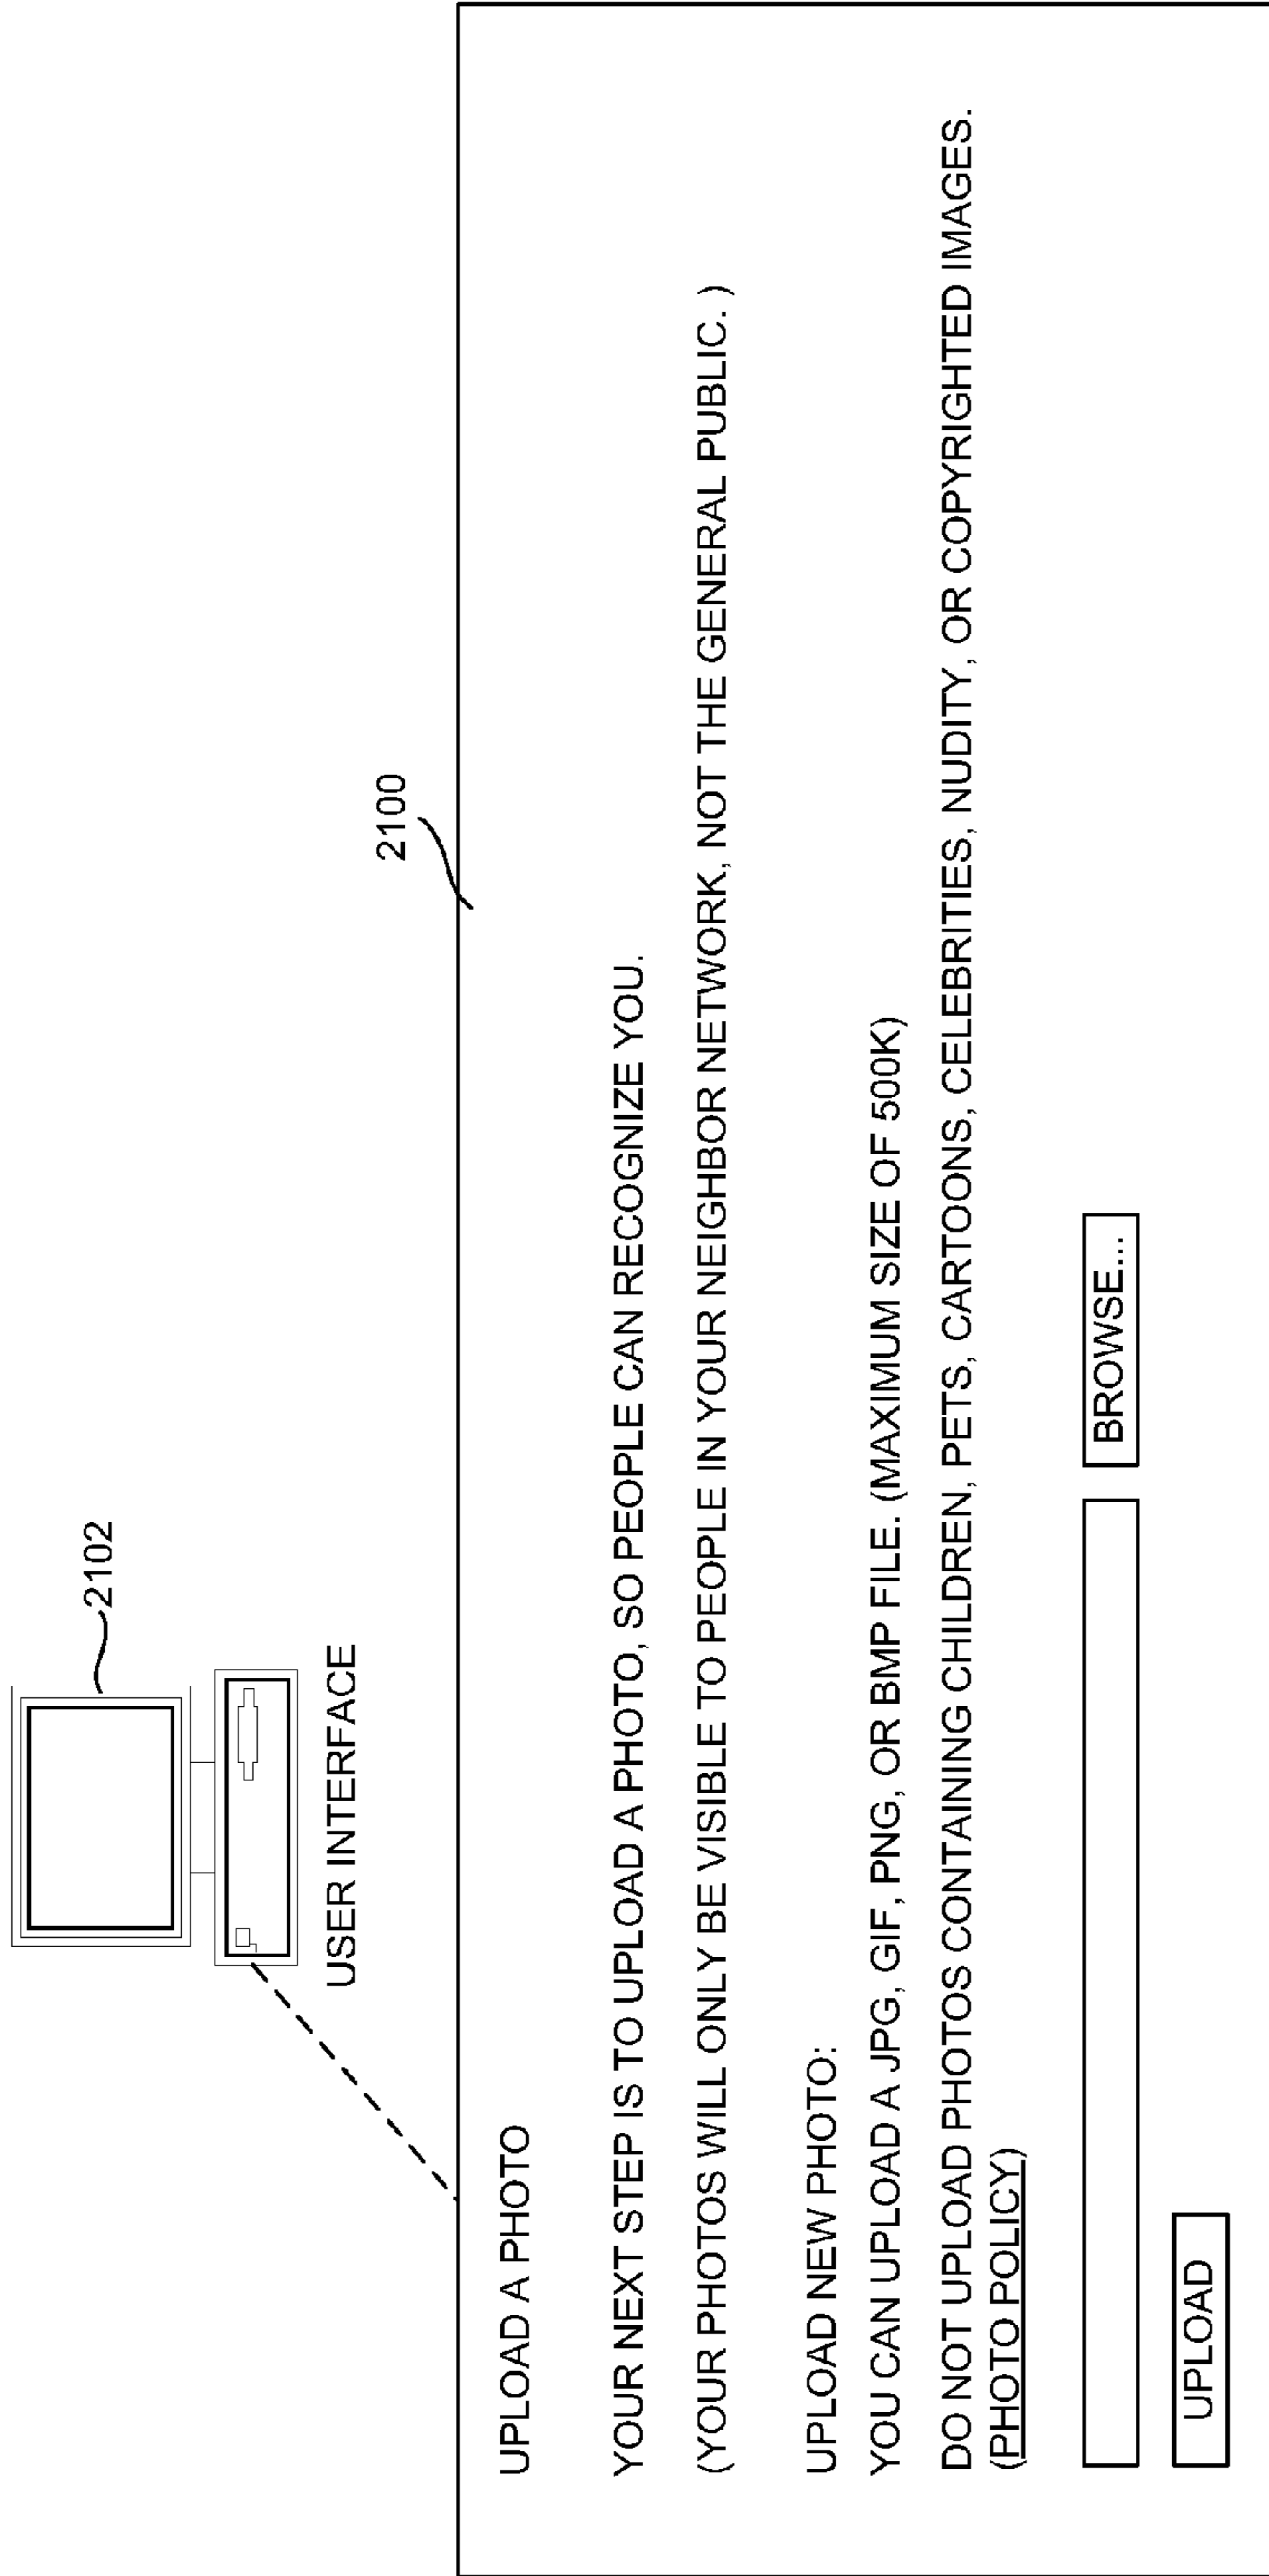 2102
USER INTERFACE
2100
UPLOAD A PHOTO
YOUR NEXT STEP IS TO UPLOAD A PHOTO, SO PEOPLE CAN RECOGNIZE YOU.
(YOUR PHOTOS WILL ONLY BE VISIBLE TO PEOPLE IN YOUR NEIGHBOR NETWORK, NOT THE GENERAL PUBLIC. )
UPLOAD NEW PHOTO:
YOU CAN UPLOAD A JPG, GIF, PNG, OR BMP FILE. (MAXIMUM SIZE OF 500K)
DO NOT UPLOAD PHOTOS CONTAINING CHILDREN, PETS, CARTOONS, CELEBRITIES, NUDITY, OR COPYRIGHTED IMAGES.
(PHOTO POLICY)
BROWSE...
UPLOAD